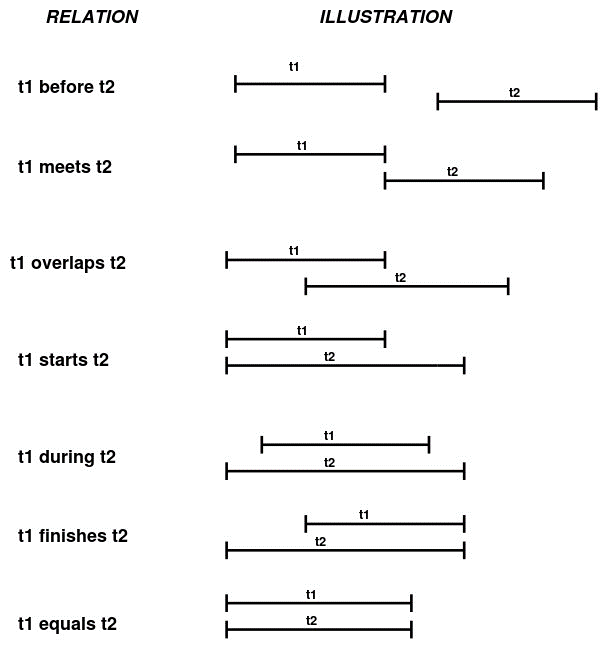 RELATION ILLUSTRATION
t1 before t2
t1
t2
t1 meets t2
t1
t2
t1 overlaps t2
t1
t2
t1 starts t2
t1
t2
t1 during t2
t1
t2
t1 finishes t2
t1
t2
t1 equals t2
t1
t2